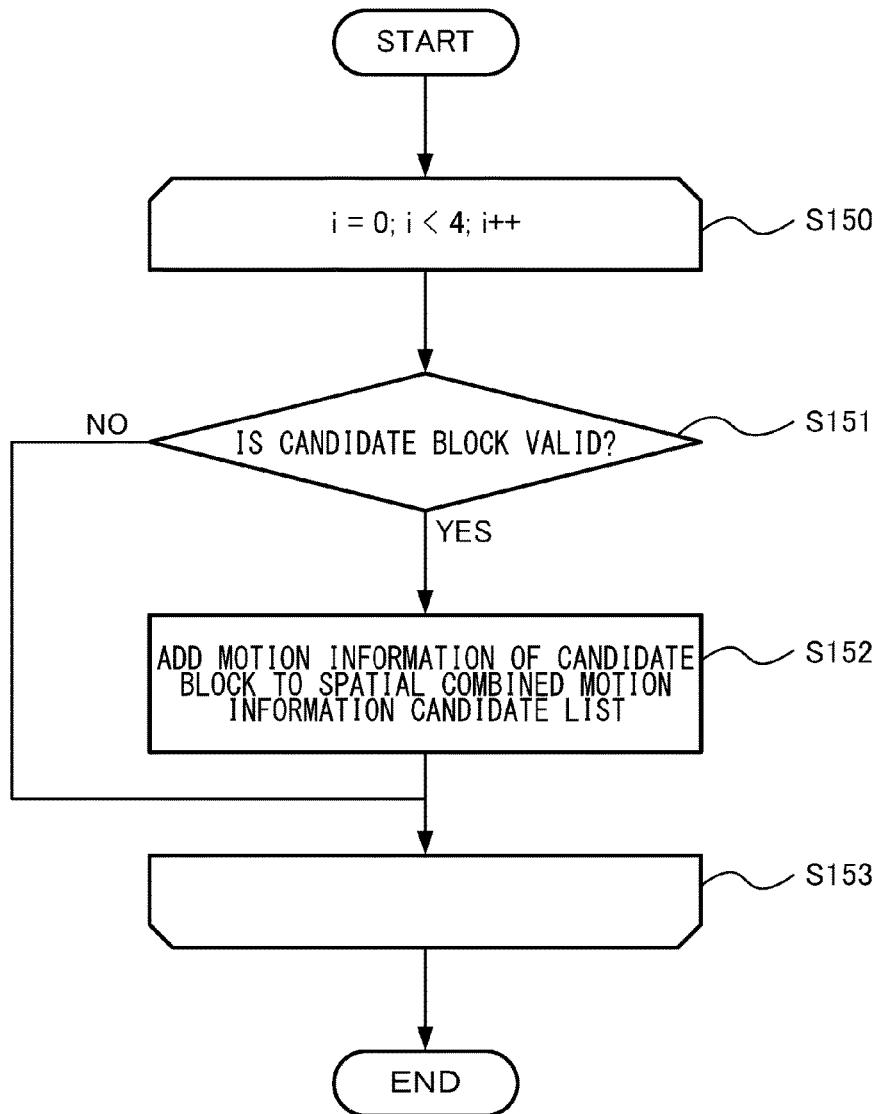 START
i = 0; i < 4; i++
S150
IS CANDIDATE BLOCK VALID?
S151
NO
YES
ADD MOTION INFORMATION OF CANDIDATE
BLOCK TO SPATIAL COMBINED MOTION
INFORMATION CANDIDATE LIST
S152
S153
END